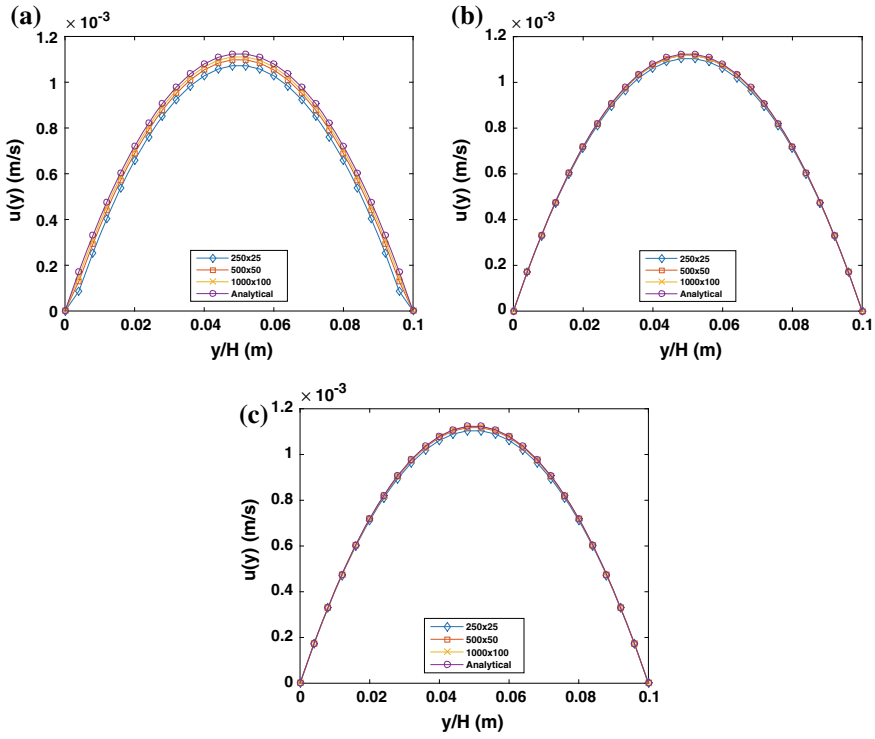 (a)
× 10-3
1.2
1
0.8
0.6
0.4
0.2
0
u(y) (m/s)
250x25
500x50
1000x100
Analytical
0 0.02 0.04 0.06 0.08 0.1
y/H (m)
(b)
× 10-3
1.2
1
0.8
0.6
0.4
0.2
0
u(y) (m/s)
250x25
500x50
1000x100
Analytical
0 0.02 0.04 0.06 0.08 0.1
y/H (m)
(c)
× 10-3
1.2
1
0.8
0.6
0.4
0.2
0
u(y) (m/s)
250x25
500x50
1000x100
Analytical
0 0.02 0.04 0.06 0.08 0.1
y/H (m)